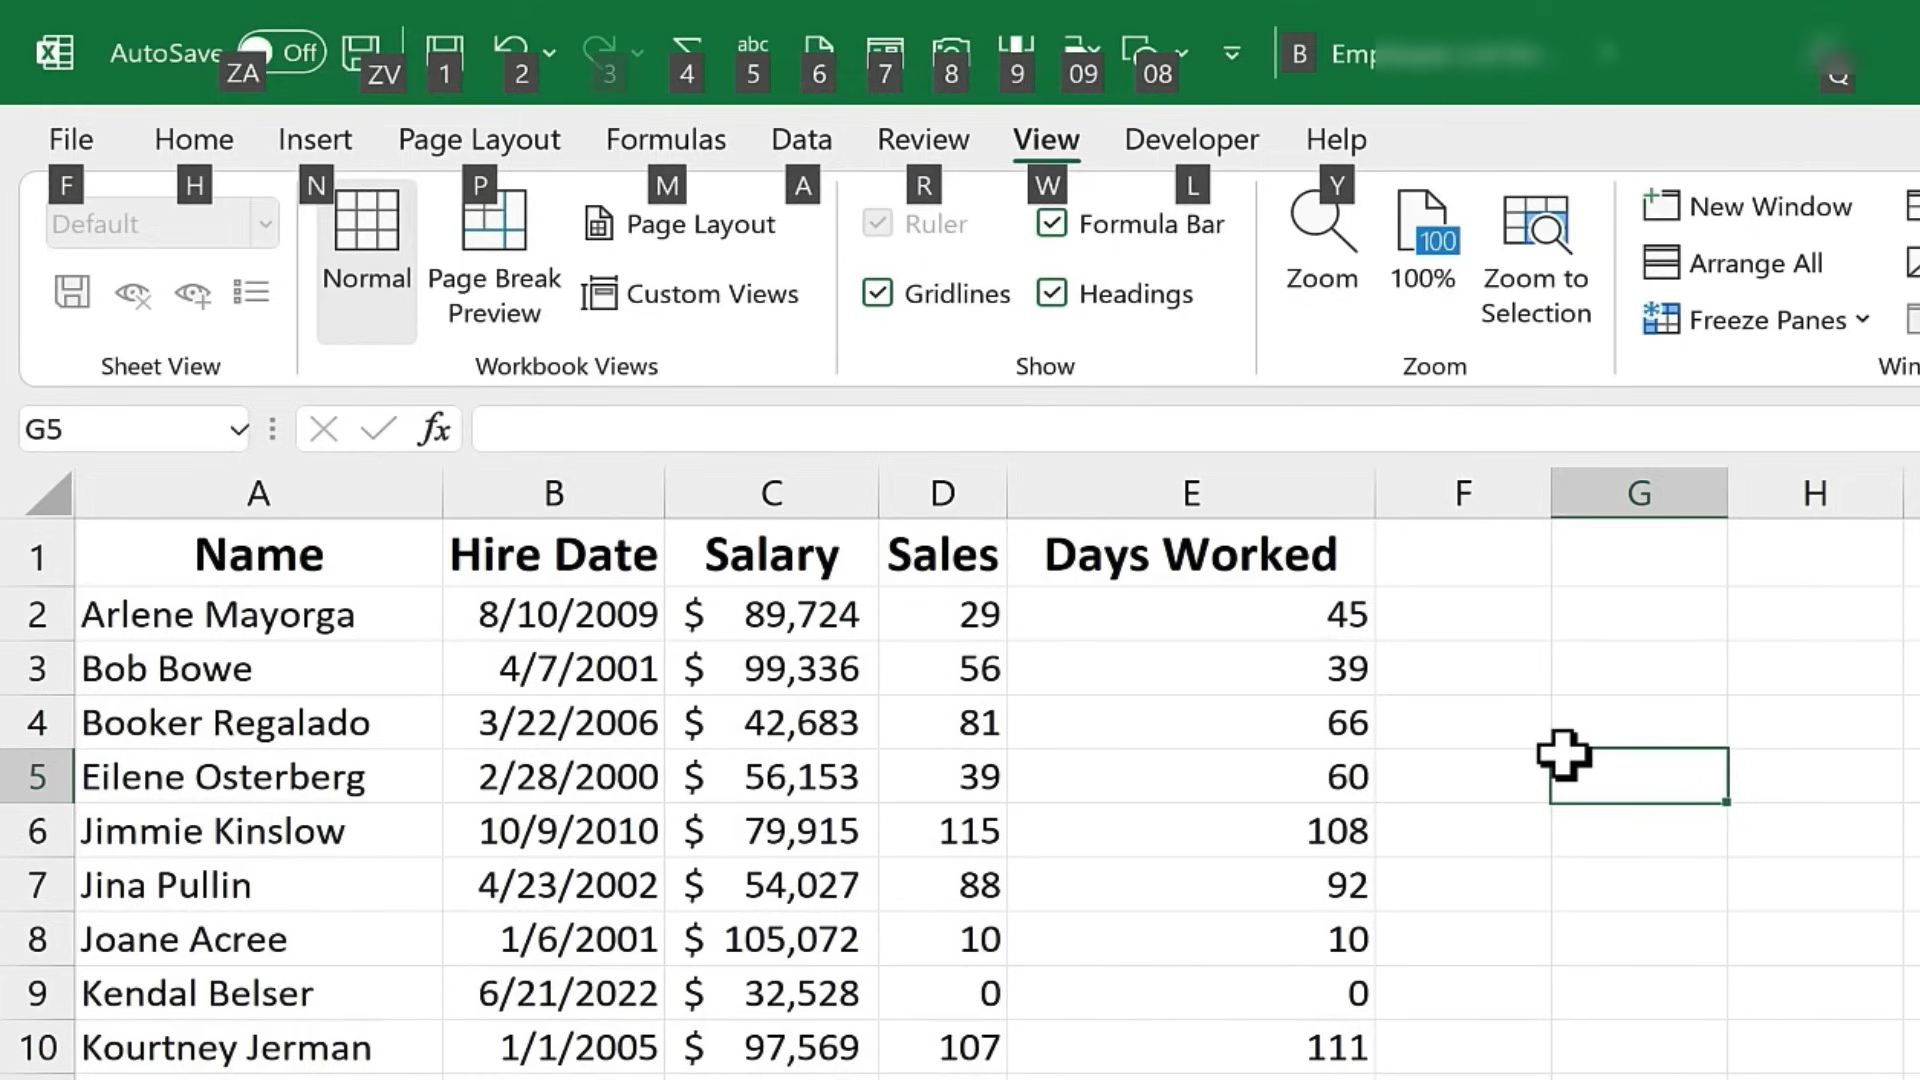 AutoSave Off abc B Emp
ZA ZV 1 2 3 4 5 6 7 8 9 09 08 Q
File Home Insert Page Layout Formulas Data Review View Developer Help
F H N P M A R W L Y
Default Normal Page Break Preview Page Layout Ruler Formula Bar Zoom 100 100% Zoom to Selection New Window
Custom Views Gridlines Headings Arrange All
Freeze Panes
Sheet View Workbook Views Show Zoom Win
G5 fx
A B C D E F G H
1 Name Hire Date Salary Sales Days Worked
2 Arlene Mayorga 8/10/2009 $ 89,724 29 45
3 Bob Bowe 4/7/2001 $ 99,336 56 39
4 Booker Regalado 3/22/2006 $ 42,683 81 66
5 Eilene Osterberg 2/28/2000 $ 56,153 39 60
6 Jimmie Kinslow 10/9/2010 $ 79,915 115 108
7 Jina Pullin 4/23/2002 $ 54,027 88 92
8 Joane Acree 1/6/2001 $ 105,072 10 10
9 Kendal Belser 6/21/2022 $ 32,528 0 0
10 Kourtney Jerman 1/1/2005 $ 97,569 107 111